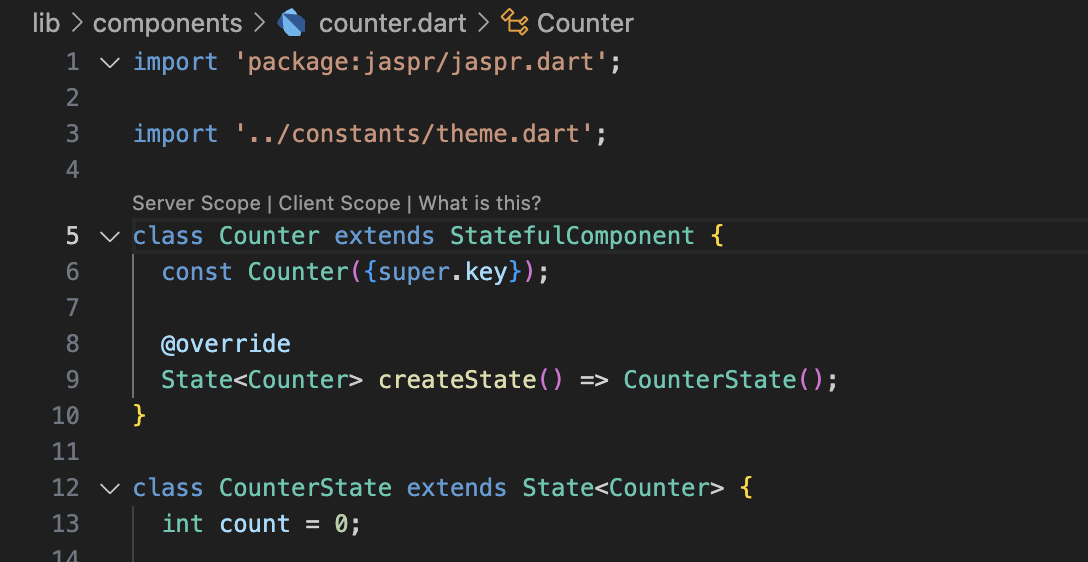 lib > components > counter.dart > Counter
1 import 'package:jaspr/jaspr.dart';
2
3 import '../constants/theme.dart';
4
Server Scope | Client Scope | What is this?
5 class Counter extends StatefulComponent {
6   const Counter({super.key});
7
8   @override
9   State<Counter> createState() => CounterState();
10 }
11
12 class CounterState extends State<Counter> {
13   int count = 0;
14